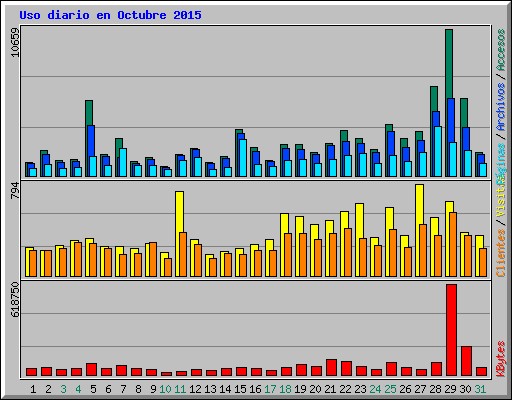 Uso diario en Octubre 2015
10659
794
618750
Accesos / Archivos / Páginas
Visitas / Clientes
KBytes
1 2 3 4 5 6 7 8 9 10 11 12 13 14 15 16 17 18 19 20 21 22 23 24 25 26 27 28 29 30 31